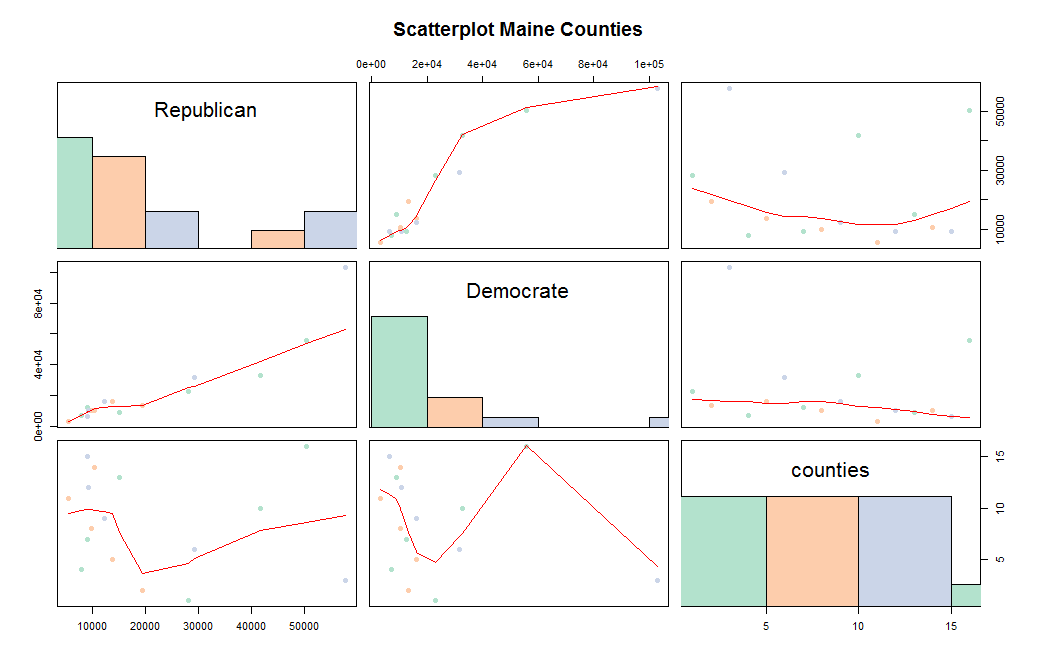 Scatterplot Maine Counties
0e+00 2e+04 4e+04 6e+04 8e+04 1e+05
Republican
10000 30000 50000
Democrate
0e+00 4e+04 8e+04
counties
5 10 15
10000 20000 30000 40000 50000
5 10 15